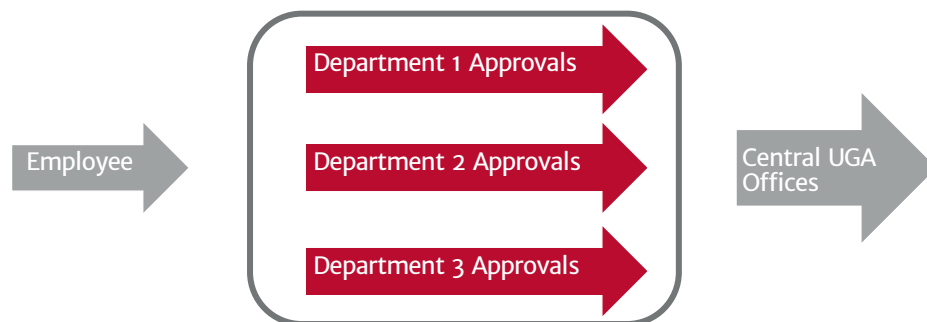 Employee
Department 1 Approvals
Department 2 Approvals
Department 3 Approvals
Central UGA
Offices